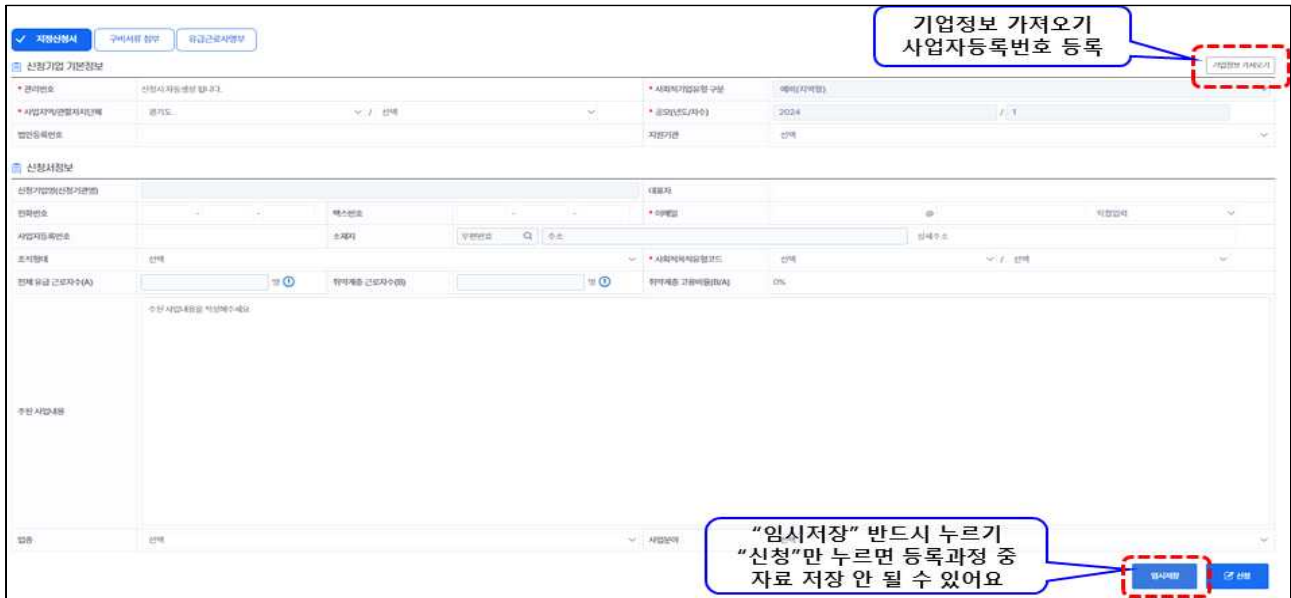 기업정보 가져오기
사업자등록번호 등록
지정신청서 구비서류 첨부 유급근로자명부
신청기업 기본정보 기업정보 가져오기
* 관리번호 신청시 자동생성 됩니다. * 사회적기업유형 구분 예비(지역형)
* 사업지역/관할자치단체 경기도 / 선택 * 공모(년도/차수) 2024 / 1
법인등록번호 지원기관 선택
신청서정보
신청기업명(신청기관명) 대표자
전화번호 - - 팩스번호 - - * 이메일 @ 직접입력
사업자등록번호 소재지 우편번호 주소 상세주소
조직형태 선택 * 사회적목적유형코드 선택 / 선택
전체 유급 근로자수(A) 명 취약계층 근로자수(B) 명 취약계층 고용비율(B/A) 0%
주된 사업내용을 작성해주세요
주된 사업내용
업종 선택 사업분야
“임시저장” 반드시 누르기
“신청”만 누르면 등록과정 중
자료 저장 안 될 수 있어요
임시저장 신청